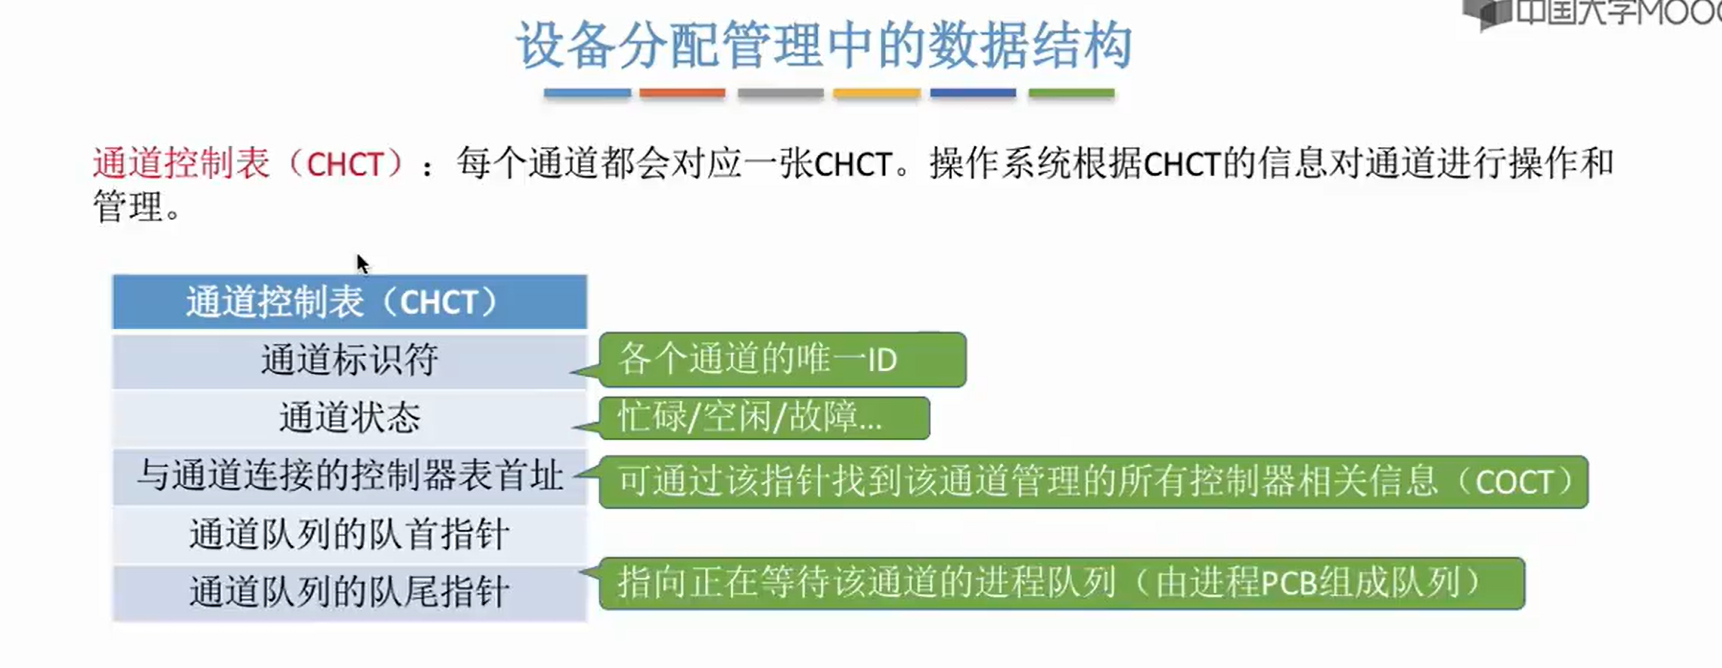 中国大学MOOC
设备分配管理中的数据结构
通道控制表（CHCT）：每个通道都会对应一张CHCT。操作系统根据CHCT的信息对通道进行操作和
管理。
通道控制表（CHCT）
通道标识符
各个通道的唯一ID
通道状态
忙碌/空闲/故障...
与通道连接的控制器表首址
可通过该指针找到该通道管理的所有控制器相关信息（COCT）
通道队列的队首指针
通道队列的队尾指针
指向正在等待该通道的进程队列（由进程PCB组成队列）